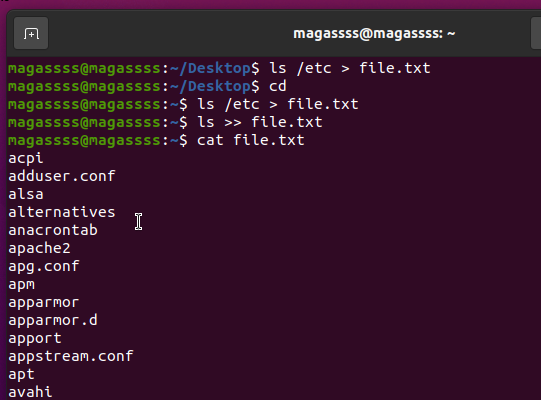 magassss@magassss: ~
magassss@magassss:~/Desktop$ ls /etc > file.txt
magassss@magassss:~/Desktop$ cd
magassss@magassss:~$ ls /etc > file.txt
magassss@magassss:~$ ls >> file.txt
magassss@magassss:~$ cat file.txt
acpi
adduser.conf
alsa
alternatives
anacrontab
apache2
apg.conf
apm
apparmor
apparmor.d
apport
appstream.conf
apt
avahi